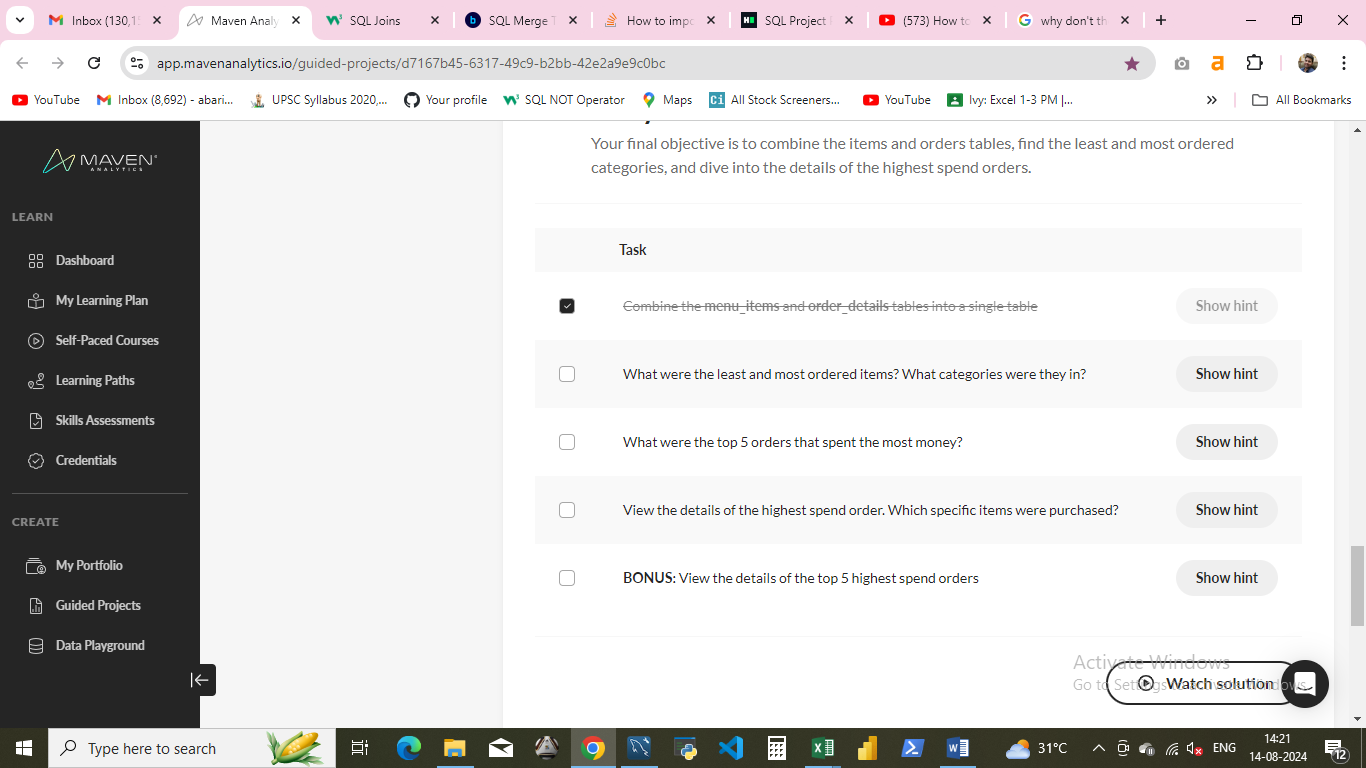 Inbox (130,1
Maven Analy
SQL Joins
SQL Merge T
How to impo
SQL Project
(573) How to
why don't th
app.mavenanalytics.io/guided-projects/d7167b45-6317-49c9-b2bb-42e2a9e9c0bc
YouTube
Inbox (8,692) - abari...
UPSC Syllabus 2020,...
Your profile
SQL NOT Operator
Maps
All Stock Screeners...
YouTube
Ivy: Excel 1-3 PM |,...
All Bookmarks
MAVEN
ANALYTICS
LEARN
Dashboard
My Learning Plan
Self-Paced Courses
Learning Paths
Skills Assessments
Credentials
CREATE
My Portfolio
Guided Projects
Data Playground
Your final objective is to combine the items and orders tables, find the least and most ordered
categories, and dive into the details of the highest spend orders.
Task
Combine the menu_items and order_details tables into a single table
Show hint
What were the least and most ordered items? What categories were they in?
Show hint
What were the top 5 orders that spent the most money?
Show hint
View the details of the highest spend order. Which specific items were purchased?
Show hint
BONUS: View the details of the top 5 highest spend orders
Show hint
Activate Windows
Go to Settings to activate Windows.
Watch solution
Type here to search
31°C
ENG
14:21
14-08-2024
12